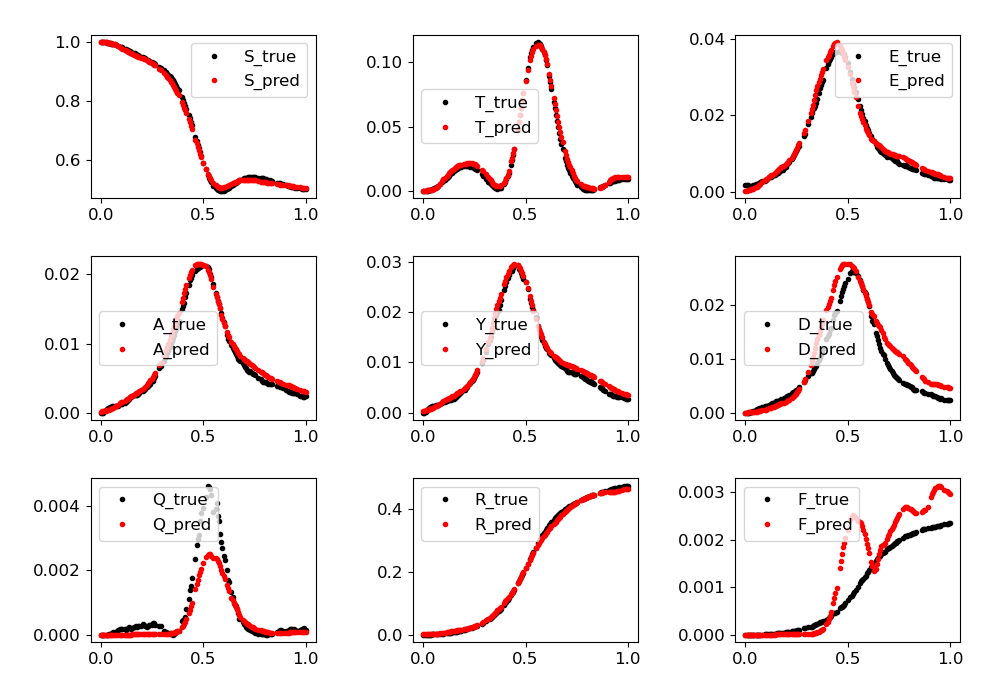 1.0
0.8
0.6
0.0 0.5 1.0
S_true
S_pred
0.10
0.05
0.00
0.0 0.5 1.0
T_true
T_pred
0.04
0.02
0.00
0.0 0.5 1.0
E_true
E_pred
0.02
0.01
0.00
0.0 0.5 1.0
A_true
A_pred
0.03
0.02
0.01
0.00
0.0 0.5 1.0
Y_true
Y_pred
0.02
0.01
0.00
0.0 0.5 1.0
D_true
D_pred
0.004
0.002
0.000
0.0 0.5 1.0
Q_true
Q_pred
0.4
0.2
0.0
0.0 0.5 1.0
R_true
R_pred
0.003
0.002
0.001
0.000
0.0 0.5 1.0
F_true
F_pred